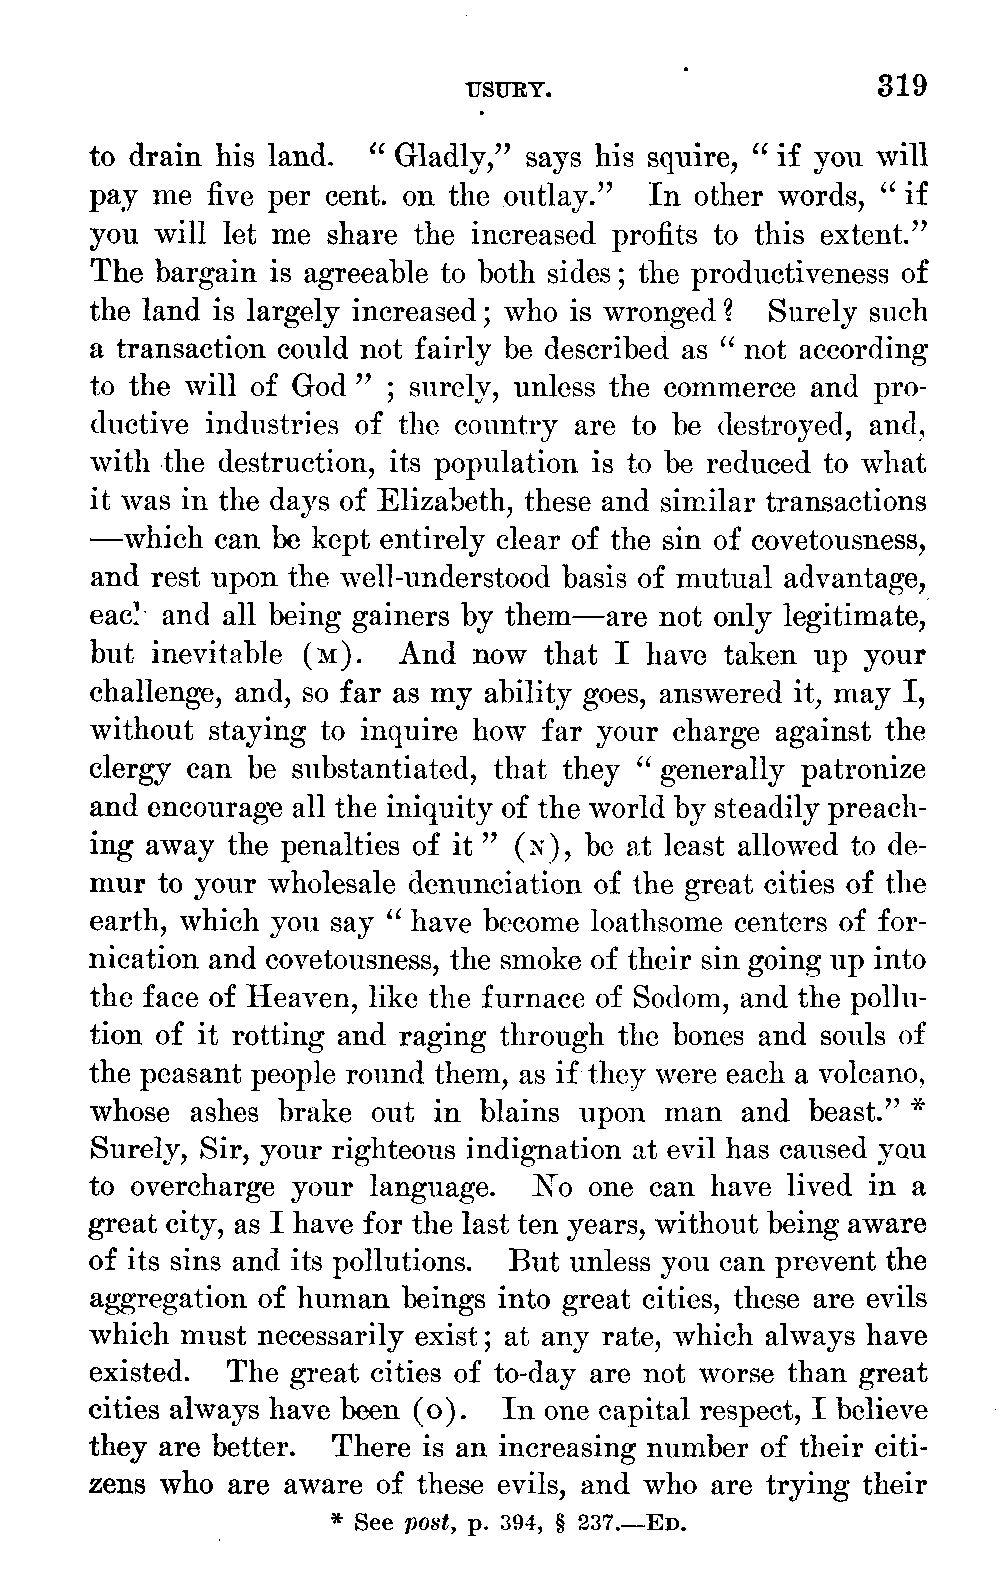 USURY. 319
to drain his land. “Gladly,” says his squire, “if you will
pay me five per cent. on the outlay.” In other words, “if
you will let me share the increased profits to this extent.”
The bargain is agreeable to both sides; the productiveness of
the land is largely increased; who is wronged? Surely such
a transaction could not fairly be described as “not according
to the will of God”; surely, unless the commerce and pro-
ductive industries of the country are to be destroyed, and,
with the destruction, its population is to be reduced to what
it was in the days of Elizabeth, these and similar transactions
—which can be kept entirely clear of the sin of covetousness,
and rest upon the well-understood basis of mutual advantage,
each and all being gainers by them—are not only legitimate,
but inevitable (M). And now that I have taken up your
challenge, and, so far as my ability goes, answered it, may I,
without staying to inquire how far your charge against the
clergy can be substantiated, that they “generally patronize
and encourage all the iniquity of the world by steadily preach-
ing away the penalties of it” (N), be at least allowed to de-
mur to your wholesale denunciation of the great cities of the
earth, which you say “have become loathsome centers of for-
nication and covetousness, the smoke of their sin going up into
the face of Heaven, like the furnace of Sodom, and the pollu-
tion of it rotting and raging through the bones and souls of
the peasant people round them, as if they were each a volcano,
whose ashes brake out in blains upon man and beast.” *
Surely, Sir, your righteous indignation at evil has caused you
to overcharge your language. No one can have lived in a
great city, as I have for the last ten years, without being aware
of its sins and its pollutions. But unless you can prevent the
aggregation of human beings into great cities, these are evils
which must necessarily exist; at any rate, which always have
existed. The great cities of to-day are not worse than great
cities always have been (O). In one capital respect, I believe
they are better. There is an increasing number of their citi-
zens who are aware of these evils, and who are trying their
* See post, p. 394, § 237.—ED.